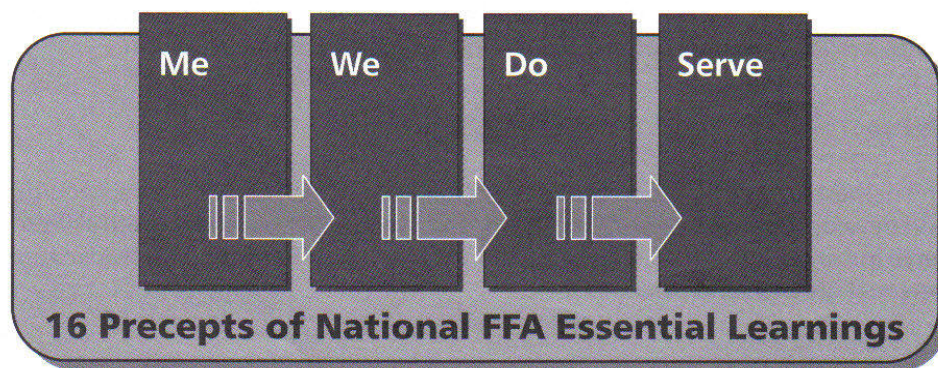 Me We Do Serve
16 Precepts of National FFA Essential Learnings